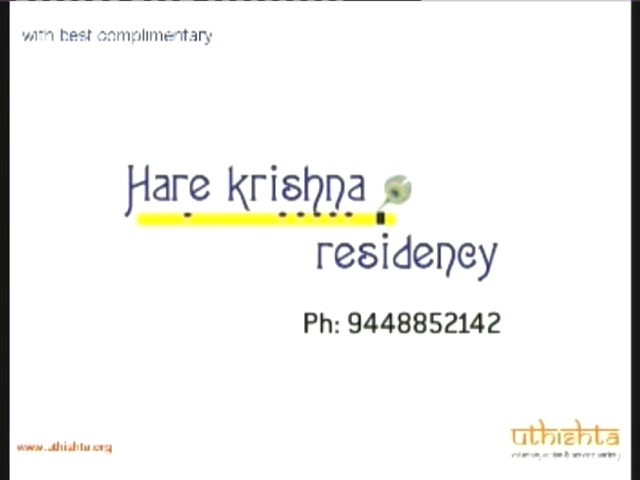 with best complimentary
Hare krishna
residency
Ph: 9448852142
www.uthishta.org
uthishta